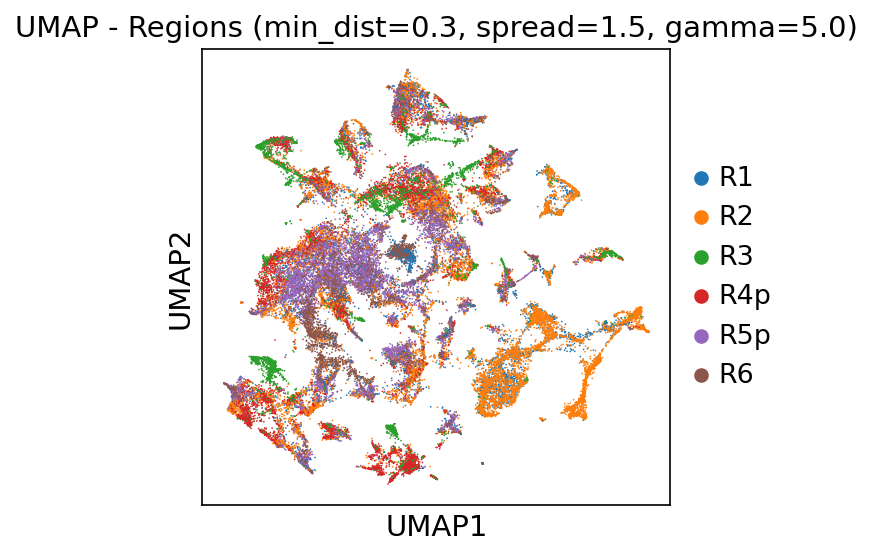 UMAP - Regions (min_dist=0.3, spread=1.5, gamma=5.0)
UMAP2
R1
R2
R3
R4p
R5p
R6
UMAP1